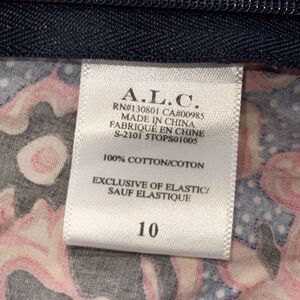 A.L.C.
RN#130801 CA#00985
MADE IN CHINA
FABRIQUÉ EN CHINE
S-2101 5TOPS01005
100% COTTON/COTON
EXCLUSIVE OF ELASTIC/
SAUF ELASTIQUE
10